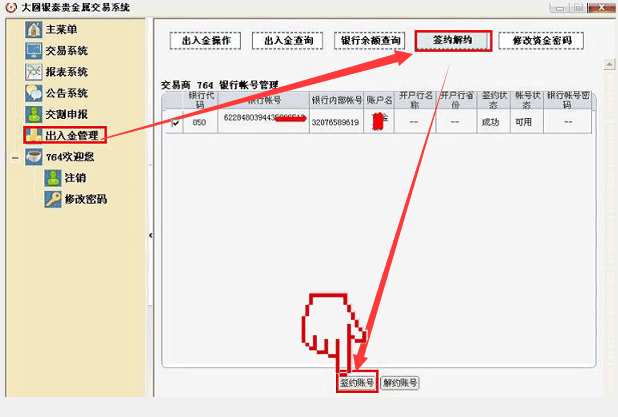 大圆银泰贵金属交易系统
主菜单
交易系统
报表系统
公告系统
交割申报
出入金管理
764欢迎您
注销
修改密码
出入金操作 出入金查询 银行余额查询 签约解约 修改资金密码
交易商 764 银行帐号管理
银行代码 银行帐号 银行内部帐号 账户名 开户行名称 开户行省份 签约状态 帐号状态 银行帐号密码
050 6228480394435 32076589619 金 -- -- 成功 可用 --
签约账号 解约账号